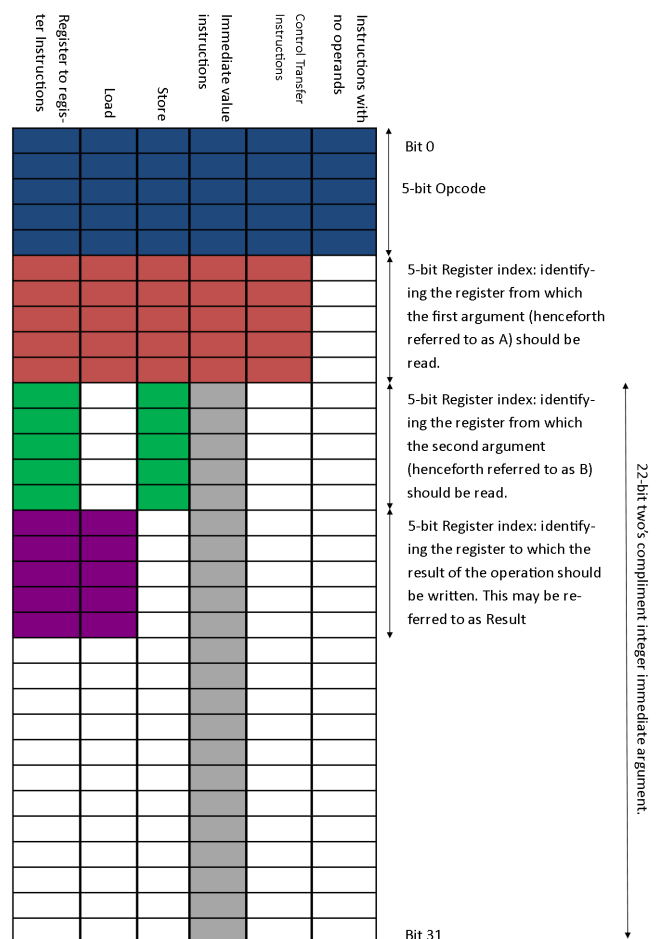 Register to regis-
ter Instructions
Load
Store
Immediate value
instructions
Control Transfer
Instructions
Instructions with
no operands
Bit 0
5-bit Opcode
5-bit Register index: identify-
ing the register from which
the first argument (henceforth
referred to as A) should be
read.
5-bit Register index: identify-
ing the register from which
the second argument
(henceforth referred to as B)
should be read.
5-bit Register index: identify-
ing the register to which the
result of the operation should
be written. This may be re-
ferred to as Result
22-bit two's compliment integer immediate argument.
Bit 31